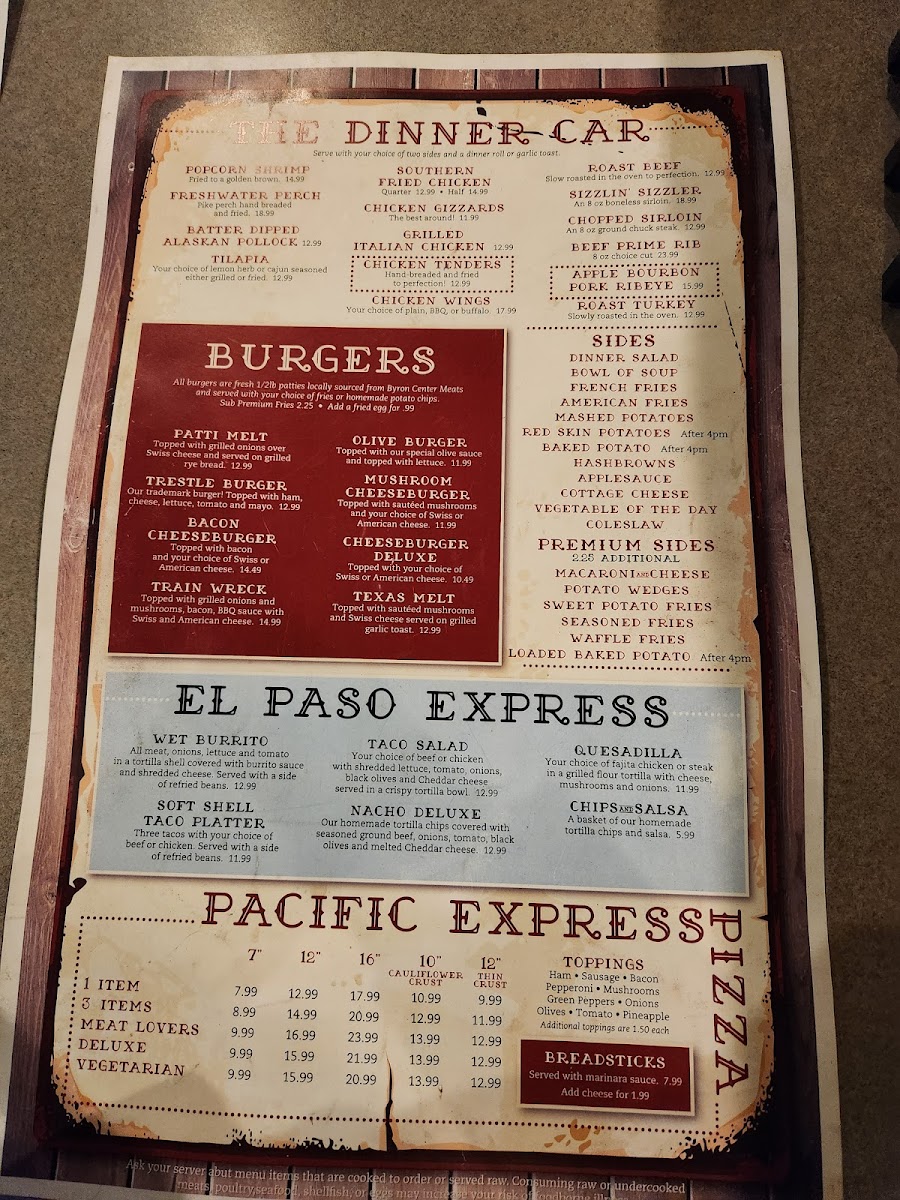 THE DINNER CAR
Serve with your choice of two sides and a dinner roll or garlic toast.
POPCORN SHRIMP
Fried to a golden brown. 14.99
FRESHWATER PERCH
Pike perch hand breaded
and fried. 18.99
BATTER DIPPED
ALASKAN POLLOCK 12.99
TILAPIA
Your choice of lemon herb or cajun seasoned
either grilled or fried. 12.99
SOUTHERN
FRIED CHICKEN
Quarter 12.99 • Half 14.99
CHICKEN GIZZARDS
The best around! 11.99
GRILLED
ITALIAN CHICKEN 12.99
CHICKEN TENDERS
Hand-breaded and fried
to perfection! 12.99
CHICKEN WINGS
Your choice of plain, BBQ, or buffalo. 17.99
ROAST BEEF
Slow roasted in the oven to perfection. 12.99
SIZZLIN' SIZZLER
An 8 oz boneless sirloin. 18.99
CHOPPED SIRLOIN
An 8 oz ground chuck steak. 12.99
BEEF PRIME RIB
8 oz choice cut 23.99
APPLE BOURBON
PORK RIBEYE 15.99
ROAST TURKEY
Slowly roasted in the oven. 12.99
BURGERS
All burgers are fresh 1/2lb patties locally sourced from Byron Center Meats
and served with your choice of fries or homemade potato chips.
Sub Premium Fries 2.25 • Add a fried egg for .99
PATTI MELT
Topped with grilled onions over
Swiss cheese and served on grilled
rye bread. 12.99
TRESTLE BURGER
Our trademark burger! Topped with ham,
cheese, lettuce, tomato and mayo. 12.99
BACON
CHEESEBURGER
Topped with bacon
and your choice of Swiss or
American cheese. 14.49
TRAIN WRECK
Topped with grilled onions and
mushrooms, bacon, BBQ sauce with
Swiss and American cheese. 14.99
OLIVE BURGER
Topped with our special olive sauce
and topped with lettuce. 11.99
MUSHROOM
CHEESEBURGER
Topped with sautéed mushrooms
and your choice of Swiss or
American cheese. 11.99
CHEESEBURGER
DELUXE
Topped with your choice of
Swiss or American cheese. 10.49
TEXAS MELT
Topped with sautéed mushrooms
and Swiss cheese served on grilled
garlic toast. 12.99
SIDES
DINNER SALAD
BOWL OF SOUP
FRENCH FRIES
AMERICAN FRIES
MASHED POTATOES
RED SKIN POTATOES After 4pm
BAKED POTATO After 4pm
HASHBROWNS
APPLESAUCE
COTTAGE CHEESE
VEGETABLE OF THE DAY
COLESLAW
PREMIUM SIDES
2.25 ADDITIONAL
MACARONI AND CHEESE
POTATO WEDGES
SWEET POTATO FRIES
SEASONED FRIES
WAFFLE FRIES
LOADED BAKED POTATO After 4pm
EL PASO EXPRESS
WET BURRITO
All meat, onions, lettuce and tomato
in a tortilla shell covered with burrito sauce
and shredded cheese. Served with a side
of refried beans. 12.99
SOFT SHELL
TACO PLATTER
Three tacos with your choice of
beef or chicken. Served with a side
of refried beans. 11.99
TACO SALAD
Your choice of beef or chicken
with shredded lettuce, tomato, onions,
black olives and Cheddar cheese
served in a crispy tortilla bowl. 12.99
NACHO DELUXE
Our homemade tortilla chips covered with
seasoned ground beef, onions, tomato, black
olives and melted Cheddar cheese. 12.99
QUESADILLA
Your choice of fajita chicken or steak
in a grilled flour tortilla with cheese,
mushrooms and onions. 11.99
CHIPS AND SALSA
A basket of our homemade
tortilla chips and salsa. 5.99
PACIFIC EXPRESS
PIZZA
7" 12" 16" 10" CAULIFLOWER CRUST 12" THIN CRUST
1 ITEM 7.99 12.99 17.99 10.99 9.99
3 ITEMS 8.99 14.99 20.99 12.99 11.99
MEAT LOVERS 9.99 16.99 23.99 13.99 12.99
DELUXE 9.99 15.99 21.99 13.99 12.99
VEGETARIAN 9.99 15.99 20.99 13.99 12.99
TOPPINGS
Ham • Sausage • Bacon
Pepperoni • Mushrooms
Green Peppers • Onions
Olives • Tomato • Pineapple
Additional toppings are 1.50 each
BREADSTICKS
Served with marinara sauce. 7.99
Add cheese for 1.99
Ask your server abut menu items that are cooked to order or served raw. Consuming raw or undercooked
meats, poultry, seafood, shellfish, or eggs may increase your risk of foodborne